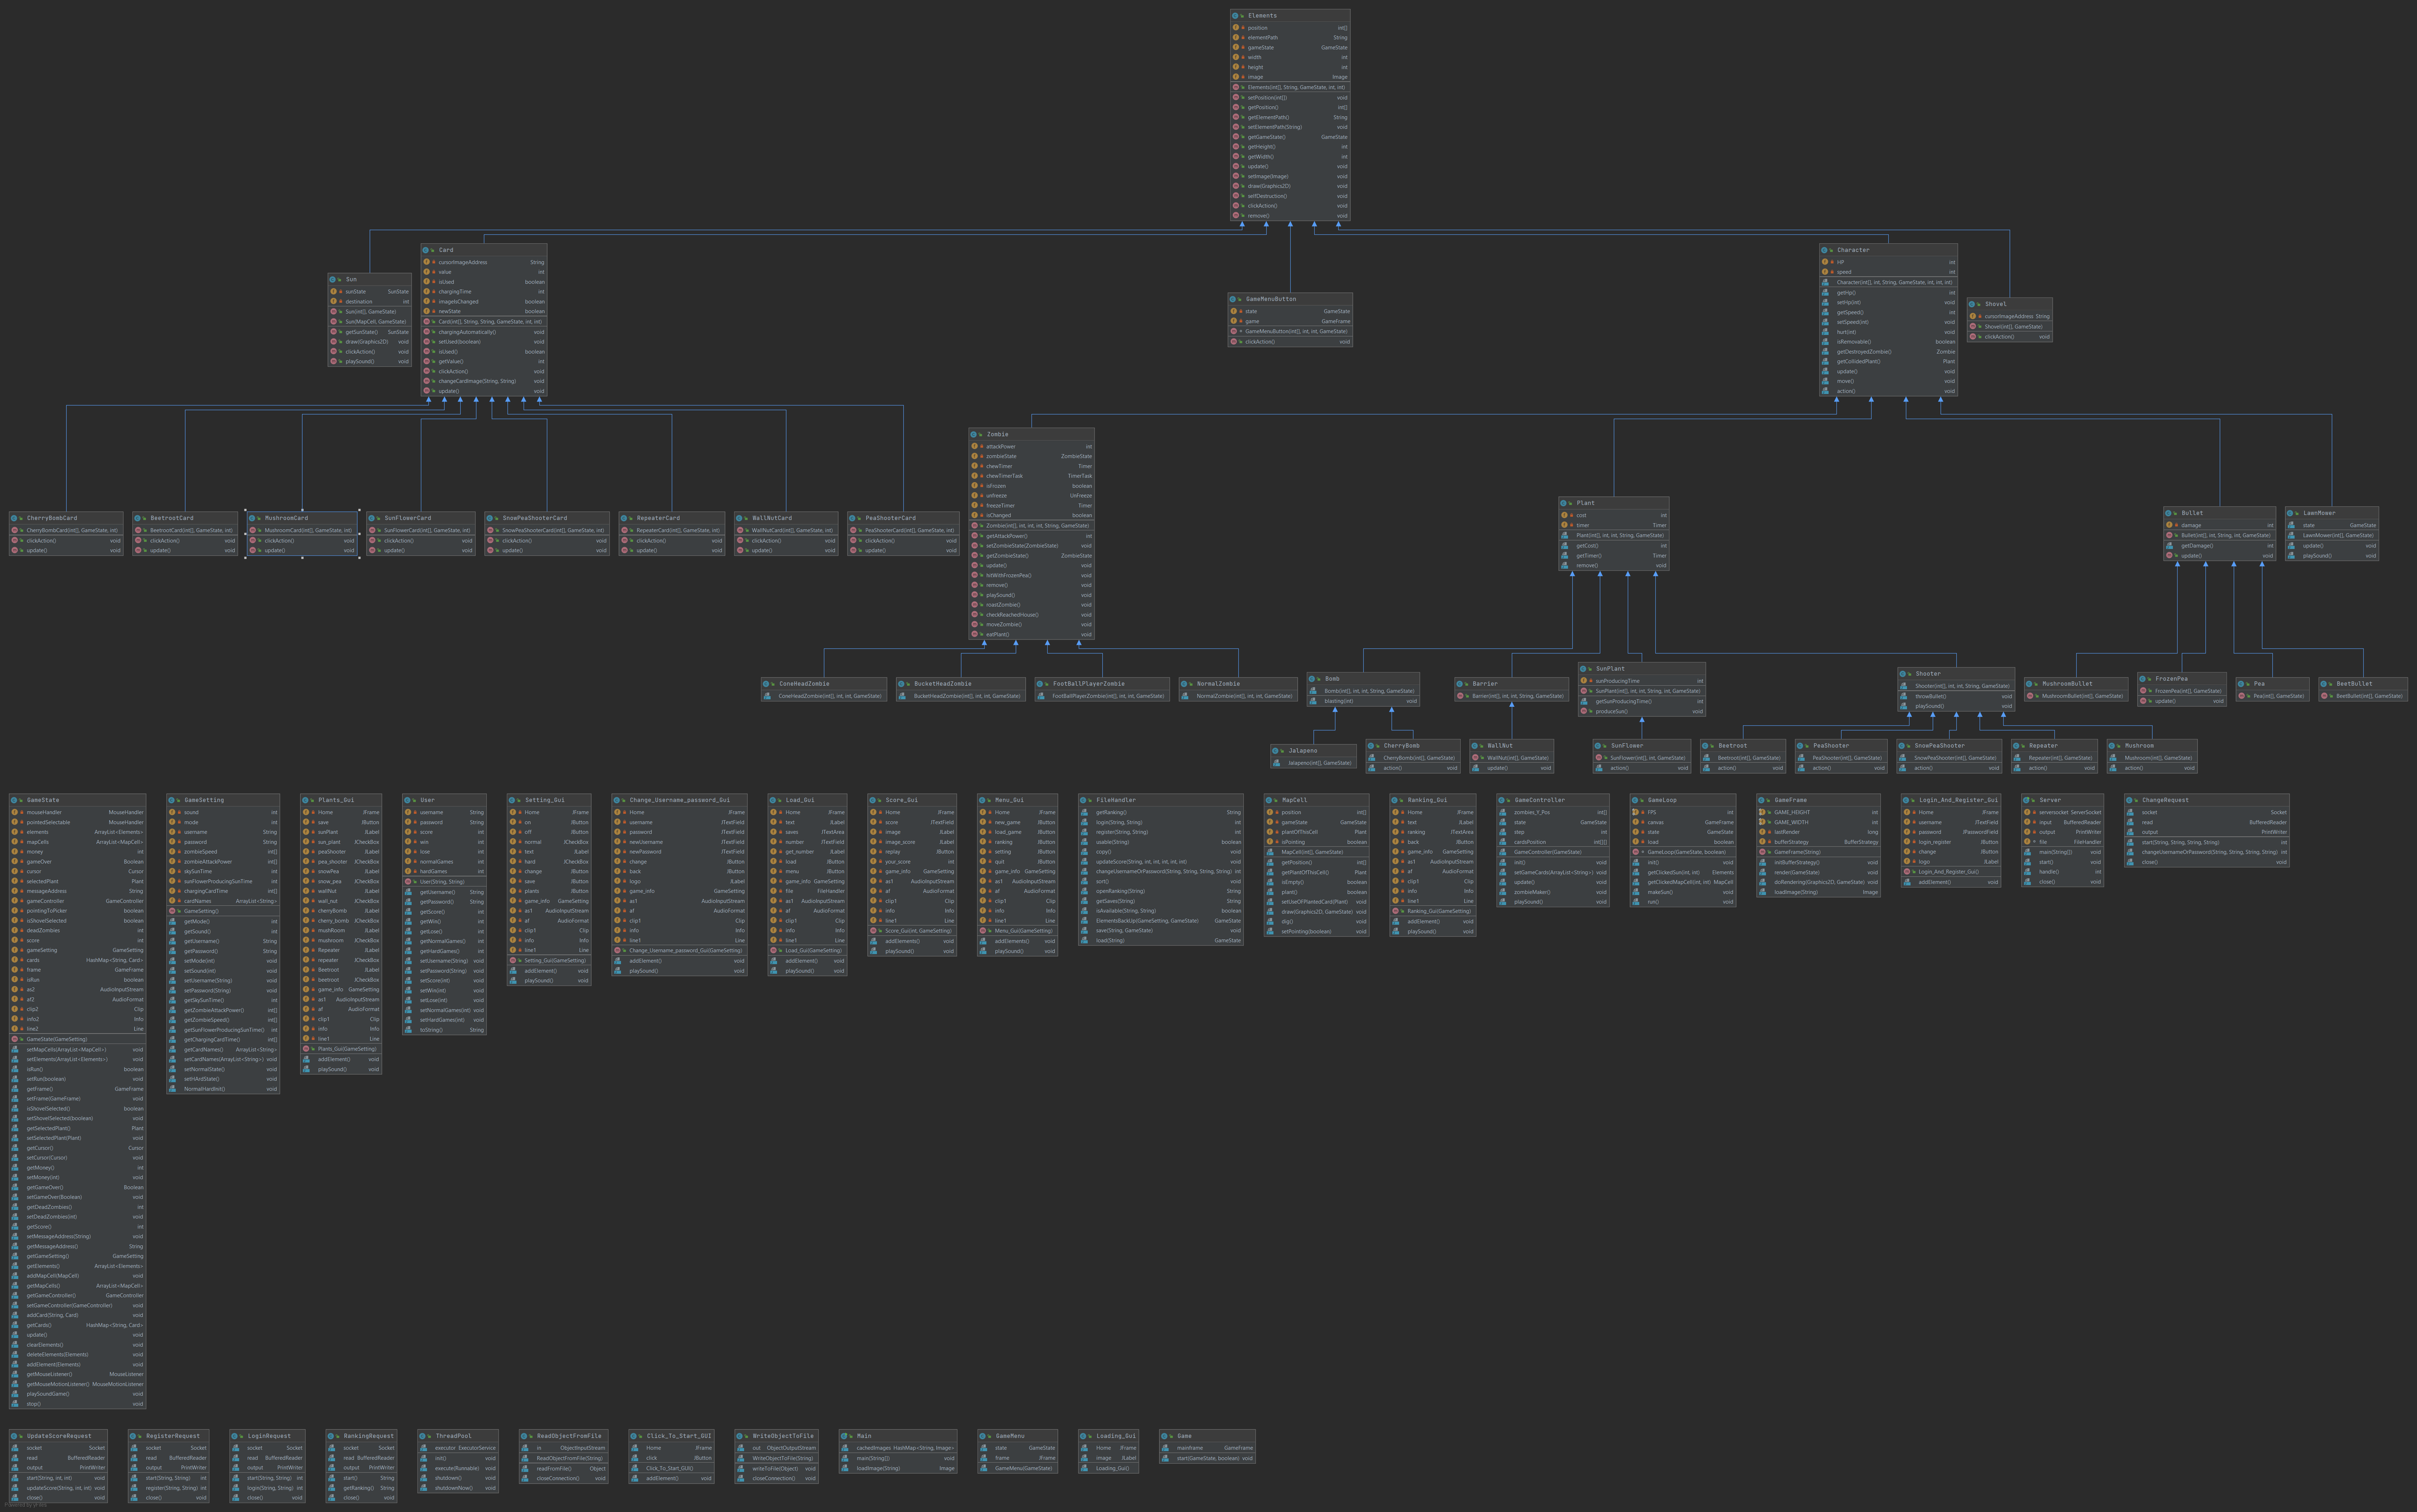 Elements
position int[]
elementPath String
gameState GameState
width int
height int
image Image
Elements(int[], String, GameState, int, int)
setPosition(int[]) void
getPosition() int[]
getElementPath() String
setElementPath(String) void
getGameState() GameState
getHeight() int
getWidth() int
update() void
setImage(Image) void
draw(Graphics2D) void
selfDestruction() void
clickAction() void
remove() void
Sun
sunState SunState
destination int
Sun(int[], GameState)
Sun(MapCell, GameState)
getSunState() SunState
draw(Graphics2D) void
clickAction() void
playSound() void
Card
cursorImageAddress String
value int
isUsed boolean
chargingTime int
imageIsChanged boolean
newState boolean
Card(int[], String, String, GameState, int, int)
chargingAutomatically() void
setUsed(boolean) void
isUsed() boolean
getValue() int
clickAction() void
changeCardImage(String, String) void
update() void
GameMenuButton
state GameState
game GameFrame
GameMenuButton(int[], int, int, GameState)
clickAction() void
Character
HP int
speed int
Character(int[], int, String, GameState, int, int, int)
getHp() int
setHp(int) void
getSpeed() int
setSpeed(int) void
hurt(int) void
isRemovable() boolean
getDestroyedZombie() Zombie
getCollidedPlant() Plant
update() void
move() void
action() void
Shovel
cursorImageAddress String
Shovel(int[], GameState)
clickAction() void
CherryBombCard
CherryBombCard(int[], GameState, int)
clickAction() void
update() void
BeetrootCard
BeetrootCard(int[], GameState, int)
clickAction() void
update() void
MushroomCard
MushroomCard(int[], GameState, int)
clickAction() void
update() void
SunFlowerCard
SunFlowerCard(int[], GameState, int)
clickAction() void
update() void
SnowPeaShooterCard
SnowPeaShooterCard(int[], GameState, int)
clickAction() void
update() void
RepeaterCard
RepeaterCard(int[], GameState, int)
clickAction() void
update() void
WallNutCard
WallNutCard(int[], GameState, int)
clickAction() void
update() void
PeaShooterCard
PeaShooterCard(int[], GameState, int)
clickAction() void
update() void
Zombie
attackPower int
zombieState ZombieState
chewTimer Timer
chewTimerTask TimerTask
isFrozen boolean
unfreeze UnFreeze
freezeTimer Timer
isChanged boolean
Zombie(int[], int, int, int, String, GameState)
getAttackPower() int
setZombieState(ZombieState) void
getZombieState() ZombieState
update() void
hitWithFrozenPea() void
remove() void
playSound() void
roastZombie() void
checkReachedHouse() void
moveZombie() void
eatPlant() void
Plant
cost int
timer Timer
Plant(int[], int, int, String, GameState)
getCost() int
getTimer() Timer
remove() void
Bullet
damage int
Bullet(int[], int, String, int, GameState)
getDamage() int
update() void
LawnMower
state GameState
LawnMower(int[], GameState)
update() void
playSound() void
ConeHeadZombie
ConeHeadZombie(int[], int, int, GameState)
BucketHeadZombie
BucketHeadZombie(int[], int, int, GameState)
FootBallPlayerZombie
FootBallPlayerZombie(int[], int, int, GameState)
NormalZombie
NormalZombie(int[], int, int, GameState)
Bomb
Bomb(int[], int, int, String, GameState)
blasting(int) void
Barrier
Barrier(int[], int, int, String, GameState)
SunPlant
sunProducingTime int
SunPlant(int[], int, int, String, int, GameState)
getSunProducingTime() int
produceSun() void
Shooter
Shooter(int[], int, int, String, GameState)
throwBullet() void
playSound() void
MushroomBullet
MushroomBullet(int[], GameState)
FrozenPea
FrozenPea(int[], GameState)
update() void
Pea
Pea(int[], GameState)
BeetBullet
BeetBullet(int[], GameState)
Jalapeno
Jalapeno(int[], GameState)
CherryBomb
CherryBomb(int[], GameState)
action() void
WallNut
WallNut(int[], GameState)
update() void
SunFlower
SunFlower(int[], int, GameState)
action() void
Beetroot
Beetroot(int[], GameState)
action() void
PeaShooter
PeaShooter(int[], GameState)
action() void
SnowPeaShooter
SnowPeaShooter(int[], GameState)
action() void
Repeater
Repeater(int[], GameState)
action() void
Mushroom
Mushroom(int[], GameState)
action() void
GameState
mouseHandler MouseHandler
pointedSelectable MouseHandler
elements ArrayList<Elements>
mapCells ArrayList<MapCell>
money int
gameOver Boolean
cursor Cursor
selectedPlant Plant
messageAddress String
gameController GameController
pointingToPicker boolean
isShovelSelected boolean
deadZombies int
score int
gameSetting GameSetting
cards HashMap<String, Card>
frame GameFrame
isRun boolean
as2 AudioInputStream
af2 AudioFormat
clip2 Clip
info2 Info
line2 Line
GameState(GameSetting)
setMapCells(ArrayList<MapCell>) void
setElements(ArrayList<Elements>) void
isRun() boolean
setRun(boolean) void
getFrame() GameFrame
setFrame(GameFrame) void
isShovelSelected() boolean
setShovelSelected(boolean) void
getSelectedPlant() Plant
setSelectedPlant(Plant) void
getCursor() Cursor
setCursor(Cursor) void
getMoney() int
setMoney(int) void
getGameOver() Boolean
setGameOver(Boolean) void
getDeadZombies() int
setDeadZombies(int) void
getScore() int
setMessageAddress(String) void
getMessageAddress() String
getGameSetting() GameSetting
getElements() ArrayList<Elements>
addMapCell(MapCell) void
getMapCells() ArrayList<MapCell>
getGameController() GameController
setGameController(GameController) void
addCard(String, Card) void
getCards() HashMap<String, Card>
update() void
clearElements() void
deleteElements(Elements) void
addElement(Elements) void
getMouseListener() MouseListener
getMouseMotionListener() MouseMotionListener
playSoundGame() void
stop() void
GameSetting
sound int
mode int
username String
password String
zombieSpeed int[]
zombieAttackPower int[]
skySunTime int
sunFlowerProducingSunTime int
chargingCardTime int[]
cardNames ArrayList<String>
GameSetting()
getMode() int
getSound() int
getUsername() String
getPassword() String
setMode(int) void
setSound(int) void
setUsername(String) void
setPassword(String) void
getSkySunTime() int
getZombieAttackPower() int[]
getZombieSpeed() int[]
getSunFlowerProducingSunTime() int
getChargingCardTime() int[]
getCardNames() ArrayList<String>
setCardNames(ArrayList<String>) void
setNormalState() void
setHArdState() void
NormalHardInit() void
Plants_Gui
Home JFrame
save JButton
sunPlant JLabel
sun_plant JCheckBox
peaShooter JLabel
pea_shooter JCheckBox
snowPea JLabel
snow_pea JCheckBox
wallNut JLabel
wall_nut JCheckBox
cherryBomb JLabel
cherry_bomb JCheckBox
mushRoom JLabel
mushroom JCheckBox
Repeater JLabel
repeater JCheckBox
Beetroot JLabel
beetroot JCheckBox
game_info GameSetting
as1 AudioInputStream
af AudioFormat
clip1 Clip
info Info
line1 Line
Plants_Gui(GameSetting)
addElement() void
playSound() void
User
username String
password String
score int
win int
lose int
normalGames int
hardGames int
User(String, String)
getUsername() String
getPassword() String
getScore() int
getWin() int
getLose() int
getNormalGames() int
getHardGames() int
setUsername(String) void
setPassword(String) void
setScore(int) void
setWin(int) void
setLose(int) void
setNormalGames(int) void
setHardGames(int) void
toString() String
Setting_Gui
Home JFrame
on JButton
off JButton
normal JCheckBox
text JLabel
hard JCheckBox
change JButton
save JButton
plants JButton
game_info GameSetting
as1 AudioInputStream
af AudioFormat
clip1 Clip
info Info
line1 Line
Setting_Gui(GameSetting)
addElement() void
playSound() void
Change_Username_password_Gui
Home JFrame
username JTextField
password JTextField
newUsername JTextField
newPassword JTextField
change JButton
back JButton
logo JLabel
game_info GameSetting
as1 AudioInputStream
af AudioFormat
clip1 Clip
info Info
line1 Line
Change_Username_password_Gui(GameSetting)
addElement() void
playSound() void
Load_Gui
Home JFrame
text JLabel
saves JTextArea
number JTextField
get_number JLabel
load JButton
menu JButton
game_info GameSetting
file FileHandler
as1 AudioInputStream
af AudioFormat
clip1 Clip
info Info
line1 Line
Load_Gui(GameSetting)
addElement() void
playSound() void
Score_Gui
Home JFrame
score JTextField
image JLabel
image_score JLabel
replay JButton
your_score int
game_info GameSetting
as1 AudioInputStream
af AudioFormat
clip1 Clip
info Info
line1 Line
Score_Gui(int, GameSetting)
addElements() void
playSound() void
Menu_Gui
Home JFrame
new_game JButton
load_game JButton
ranking JButton
setting JButton
quit JButton
game_info GameSetting
as1 AudioInputStream
af AudioFormat
clip1 Clip
info Info
line1 Line
Menu_Gui(GameSetting)
addElements() void
playSound() void
FileHandler
getRanking() String
login(String, String) int
register(String, String) int
usable(String) boolean
copy() void
updateScore(String, int, int, int, int, int) void
changeUsernameOrPassword(String, String, String, String) int
sort() void
openRanking(String) String
getSaves(String) String
isAvailable(String, String) boolean
ElementsBackUp(GameSetting, GameState) GameState
save(String, GameState) void
load(String) GameState
MapCell
position int[]
gameState GameState
plantOfThisCell Plant
isPointing boolean
MapCell(int[], GameState)
getPosition() int[]
getPlantOfThisCell() Plant
isEmpty() boolean
plant() boolean
setUseOfPlantedCard(Plant) void
draw(Graphics2D, GameState) void
dig() void
setPointing(boolean) void
Ranking_Gui
Home JFrame
text JLabel
ranking JTextArea
back JButton
game_info GameSetting
as1 AudioInputStream
af AudioFormat
clip1 Clip
info Info
line1 Line
Ranking_Gui(GameSetting)
addElement() void
playSound() void
GameController
zombies_Y_Pos int[]
state GameState
step int
cardsPosition int[][]
GameController(GameState)
init() void
setGameCards(ArrayList<String>) void
update() void
zombieMaker() void
playSound() void
GameLoop
FPS int
canvas GameFrame
state GameState
load boolean
GameLoop(GameState, boolean)
init() void
getClickedSun(int, int) Elements
getClickedMapCell(int, int) MapCell
makeSun() void
run() void
GameFrame
GAME_HEIGHT int
GAME_WIDTH int
lastRender long
bufferStrategy BufferStrategy
GameFrame(String)
initBufferStrategy() void
render(GameState) void
doRendering(Graphics2D, GameState) void
loadImage(String) Image
Login_And_Register_Gui
Home JFrame
username JTextField
password JPasswordField
login_register JButton
change JButton
logo JLabel
Login_And_Register_Gui()
addElement() void
Server
serversocket ServerSocket
input BufferedReader
output PrintWriter
file FileHandler
main(String[]) void
start() void
handle() int
close() void
ChangeRequest
socket Socket
read BufferedReader
output PrintWriter
start(String, String, String, String) int
changeUsernameOrPassword(String, String, String, String) int
close() void
UpdateScoreRequest
socket Socket
read BufferedReader
output PrintWriter
start(String, int, int) void
updateScore(String, int, int) void
close() void
RegisterRequest
socket Socket
read BufferedReader
output PrintWriter
start(String, String) int
register(String, String) int
close() void
LoginRequest
socket Socket
read BufferedReader
output PrintWriter
start(String, String) int
login(String, String) int
close() void
RankingRequest
socket Socket
read BufferedReader
output PrintWriter
start() String
getRanking() String
close() void
ThreadPool
executor ExecutorService
init() void
execute(Runnable) void
shutdown() void
shutdownNow() void
ReadObjectFromFile
in ObjectInputStream
ReadObjectFromFile(String)
readFromFile() Object
closeConnection() void
Click_To_Start_GUI
Home JFrame
click JButton
Click_To_Start_GUI()
addElement() void
WriteObjectToFile
out ObjectOutputStream
WriteObjectToFile(String)
writeToFile(Object) void
closeConnection() void
Main
cachedImages HashMap<String, Image>
main(String[]) void
loadImage(String) Image
GameMenu
state GameState
frame JFrame
GameMenu(GameState)
Loading_Gui
Home JFrame
image JLabel
Loading_Gui()
Game
mainframe GameFrame
start(GameState, boolean) void
Powered by yFiles